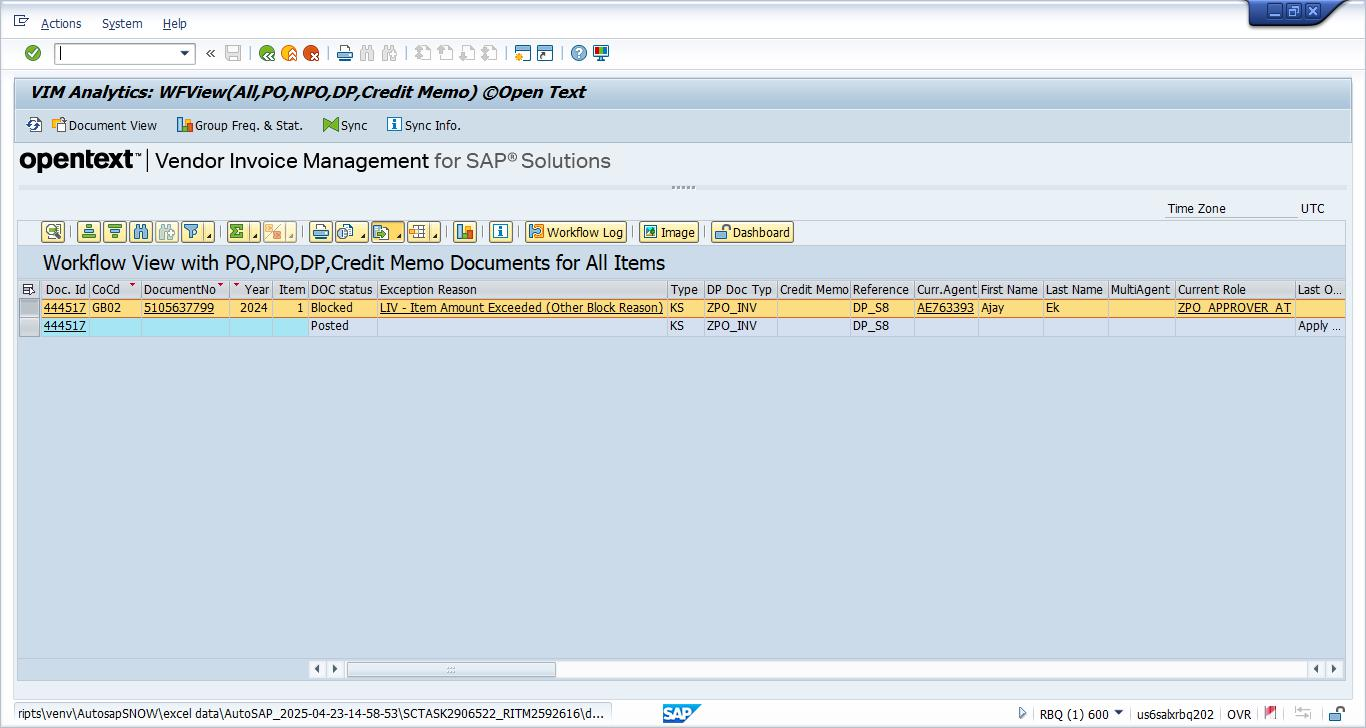 Actions System Help
VIM Analytics: WFView(All,PO,NPO,DP,Credit Memo) ©Open Text
Document View Group Freq. & Stat. Sync Sync Info.
opentext™ | Vendor Invoice Management for SAP® Solutions
Time Zone UTC
Workflow Log Image Dashboard
Workflow View with PO,NPO,DP,Credit Memo Documents for All Items
Doc. Id CoCd DocumentNo Year Item DOC status Exception Reason Type DP Doc Typ Credit Memo Reference Curr.Agent First Name Last Name MultiAgent Current Role Last O...
444517 GB02 5105637799 2024 1 Blocked LIV - Item Amount Exceeded (Other Block Reason) KS ZPO_INV DP_S8 AE763393 Ajay Ek ZPO_APPROVER_AT
444517 Posted KS ZPO_INV DP_S8 Apply ...
ripts\venv\AutosapSNOW\excel data\AutoSAP_2025-04-23-14-58-53\SCTASK2906522_RITM2592616\d... SAP RBQ (1) 600 us6salxrbq202 OVR